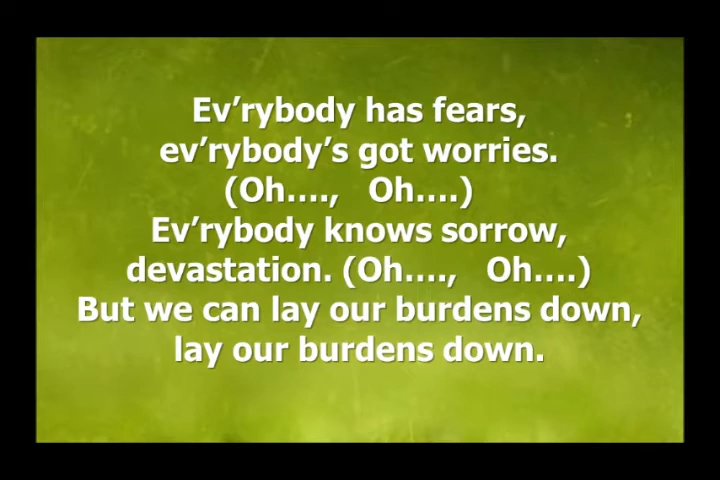 Ev’rybody has fears,
ev’rybody’s got worries.
(Oh....,   Oh....)
Ev’rybody knows sorrow,
devastation. (Oh....,   Oh....)
But we can lay our burdens down,
lay our burdens down.